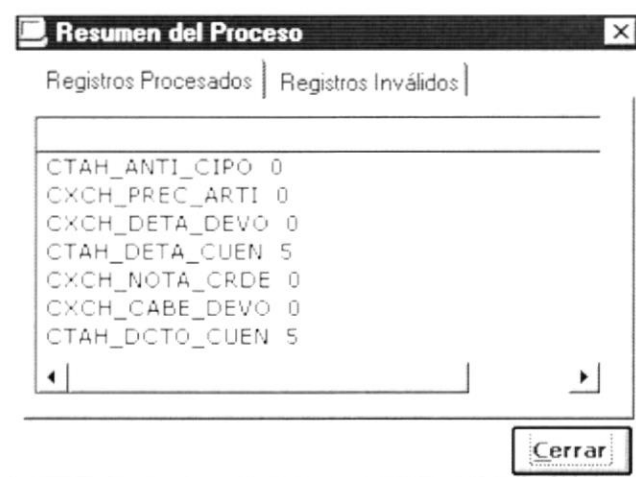 Resumen del Proceso
Registros Procesados Registros Inválidos
CTAH_ANTI_CIPO 0
CXCH_PREC_ARTI 0
CXCH_DETA_DEVO 0
CTAH_DETA_CUEN 5
CXCH_NOTA_CRDE 0
CXCH_CABE_DEVO 0
CTAH_DCTO_CUEN 5
Cerrar